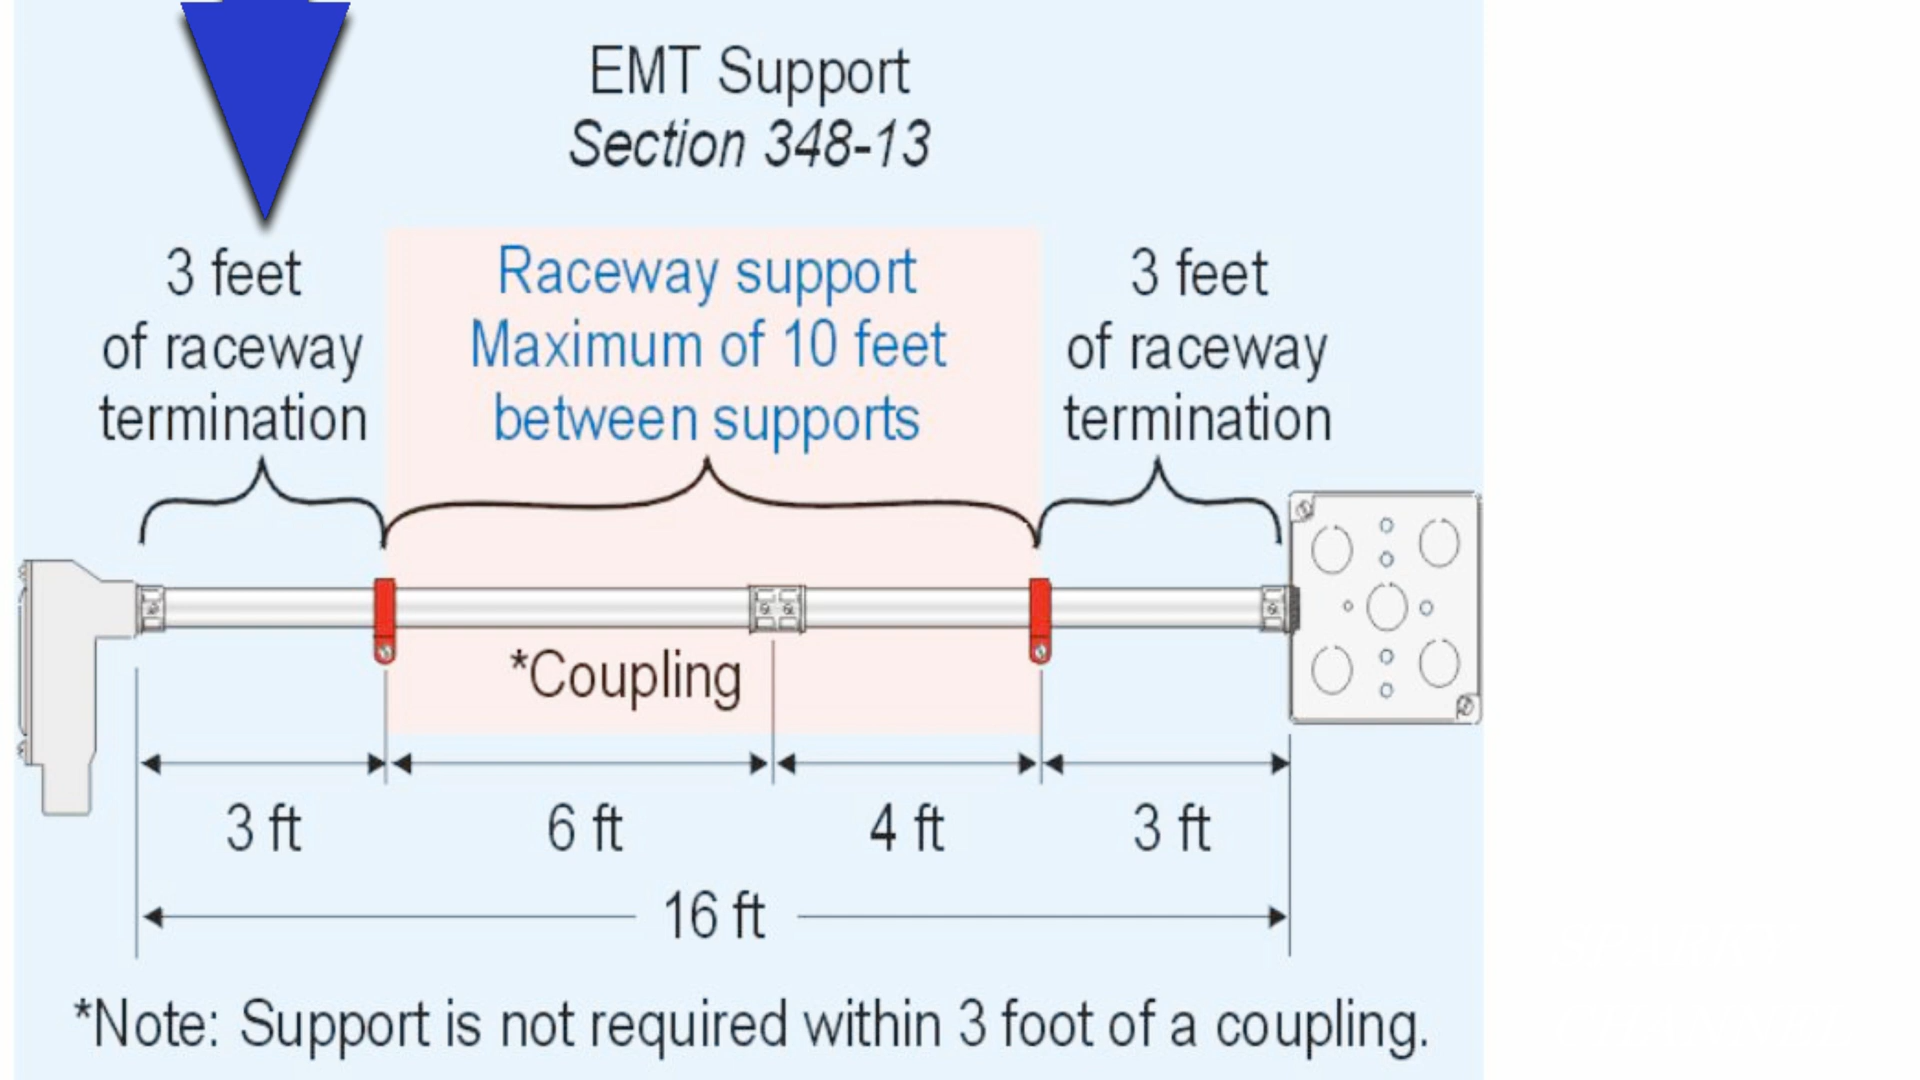 EMT Support
Section 348-13
3 feet
of raceway
termination
Raceway support
Maximum of 10 feet
between supports
3 feet
of raceway
termination
*Coupling
3 ft
6 ft
4 ft
3 ft
16 ft
*Note: Support is not required within 3 foot of a coupling.